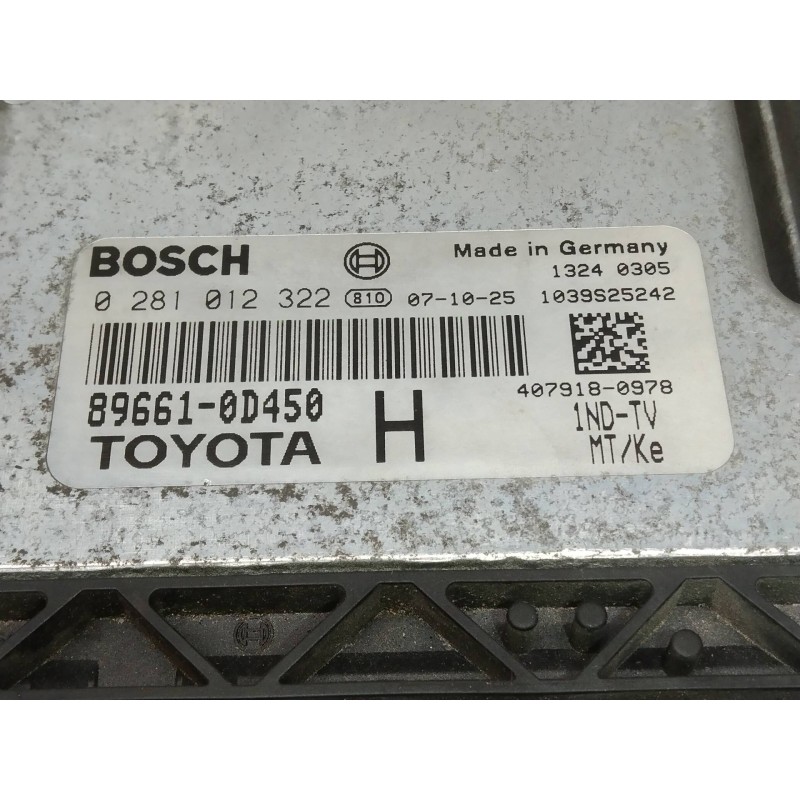 BOSCH Made in Germany
1324 0305
0 281 012 322 810 07-10-25 1039S25242
407918-0978
89661-0D450 H 1ND-TV
TOYOTA MT/Ke